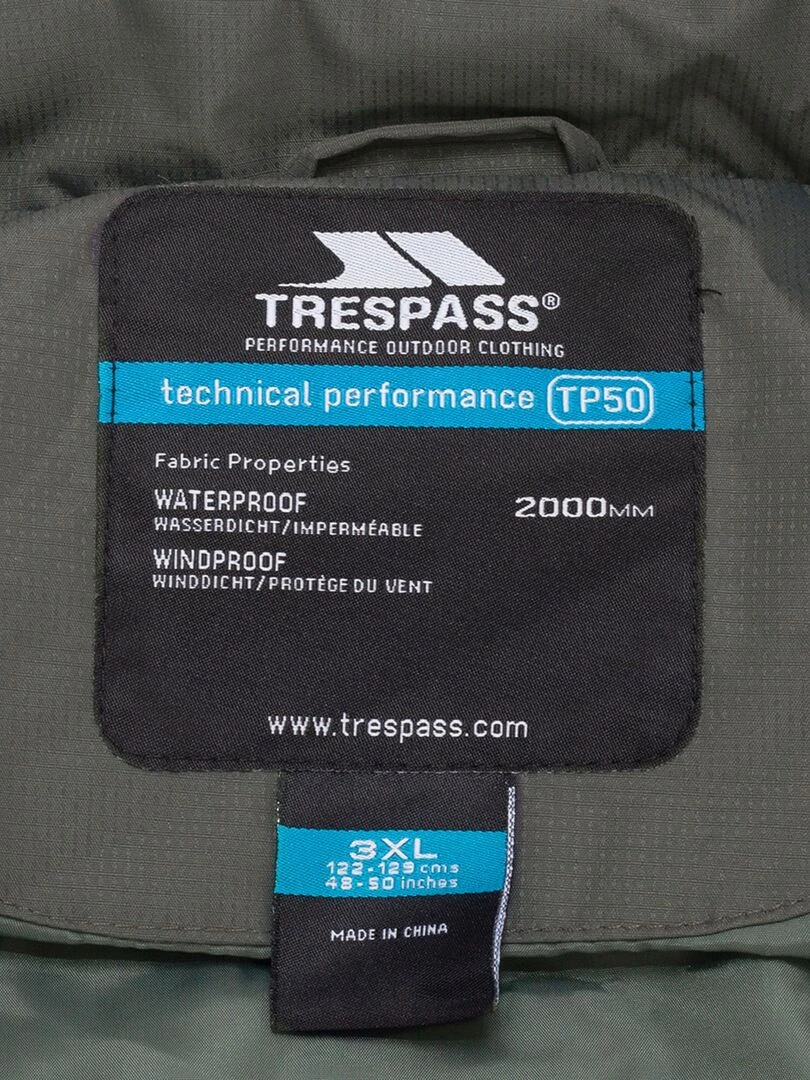 TRESPASS®
PERFORMANCE OUTDOOR CLOTHING
technical performance TP50
Fabric Properties
WATERPROOF 2000MM
WASSERDICHT/IMPERMÉABLE
WINDPROOF
WINDDICHT/PROTÈGE DU VENT
www.trespass.com
3XL
122-129 cms
48-50 inches
MADE IN CHINA